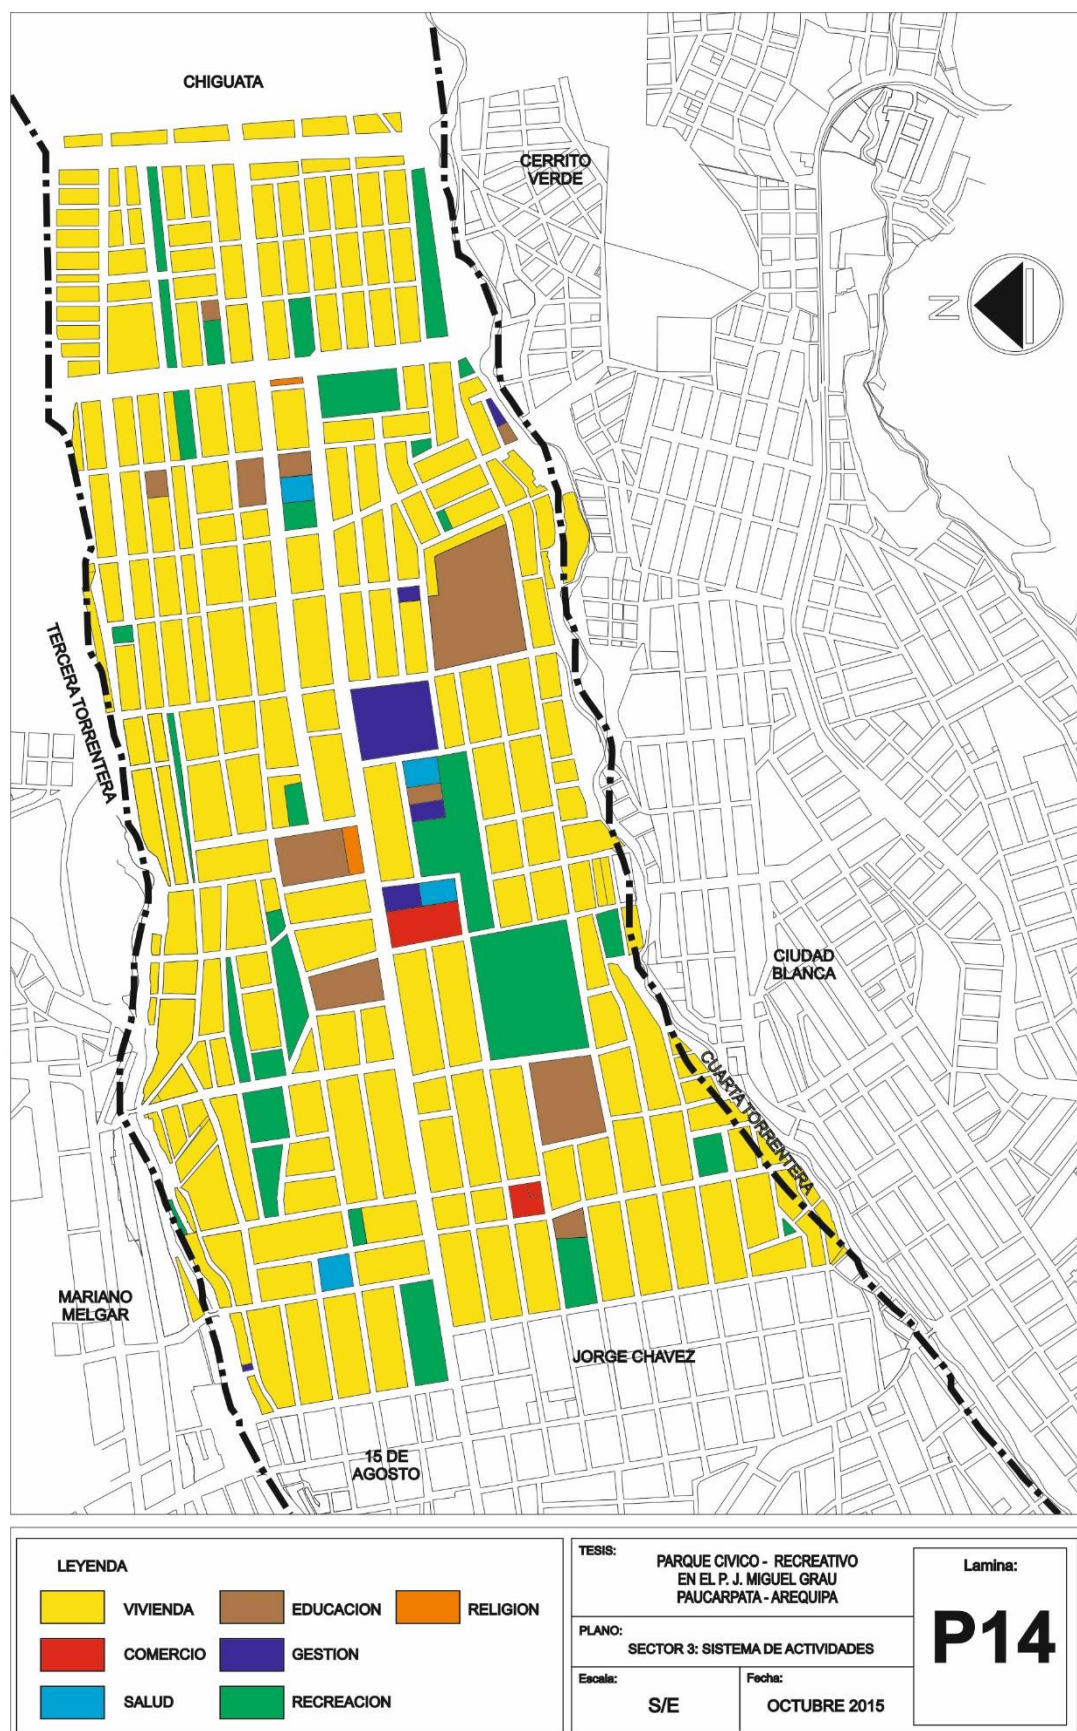 CHIGUATA
CERRITO
VERDE
N
TERCERA TORRENTERA
CIUDAD
BLANCA
CUARTA TORRENTERA
MARIANO
MELGAR
JORGE CHAVEZ
15 DE
AGOSTO
LEYENDA
VIVIENDA
EDUCACION
RELIGION
COMERCIO
GESTION
SALUD
RECREACION
TESIS:
PARQUE CIVICO - RECREATIVO
EN EL P. J. MIGUEL GRAU
PAUCARPATA - AREQUIPA
PLANO:
SECTOR 3: SISTEMA DE ACTIVIDADES
Escala:
S/E
Fecha:
OCTUBRE 2015
Lamina:
P14